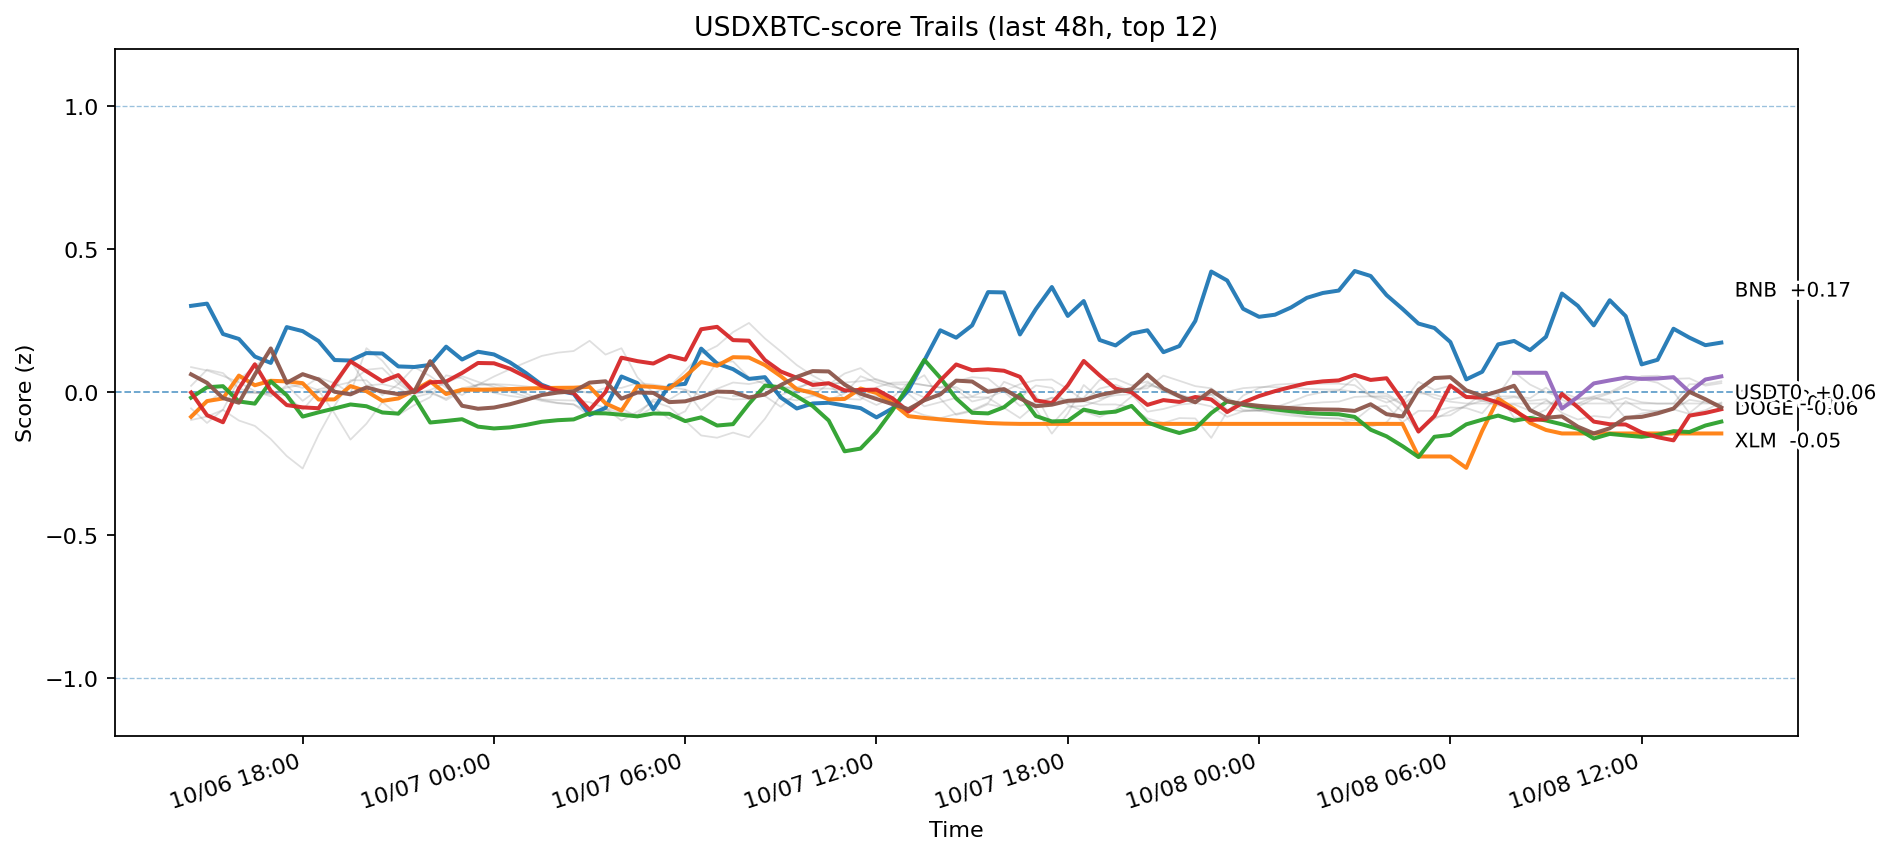 USDXBTC-score Trails (last 48h, top 12)
Score (z)
1.0
0.5
0.0
−0.5
−1.0
BNB +0.17
USDT0 +0.06
DOGE -0.06
XLM -0.05
10/06 18:00
10/07 00:00
10/07 06:00
10/07 12:00
10/07 18:00
10/08 00:00
10/08 06:00
10/08 12:00
Time